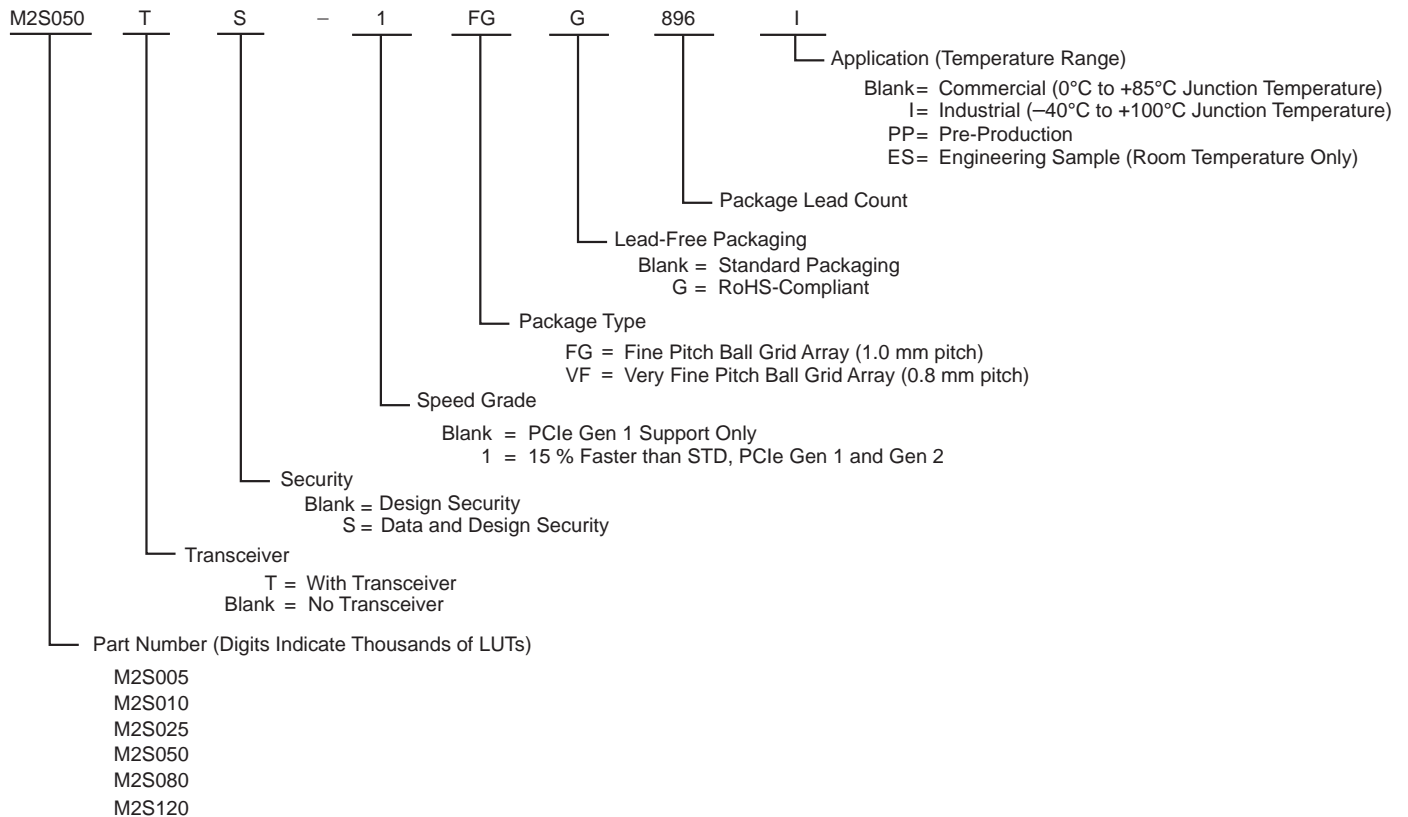 M2S050 T S – 1 FG G 896 I
Application (Temperature Range)
Blank= Commercial (0°C to +85°C Junction Temperature)
I= Industrial (–40°C to +100°C Junction Temperature)
PP= Pre-Production
ES= Engineering Sample (Room Temperature Only)
Package Lead Count
Lead-Free Packaging
Blank = Standard Packaging
G = RoHS-Compliant
Package Type
FG = Fine Pitch Ball Grid Array (1.0 mm pitch)
VF = Very Fine Pitch Ball Grid Array (0.8 mm pitch)
Speed Grade
Blank = PCIe Gen 1 Support Only
1 = 15 % Faster than STD, PCIe Gen 1 and Gen 2
Security
Blank = Design Security
S = Data and Design Security
Transceiver
T = With Transceiver
Blank = No Transceiver
Part Number (Digits Indicate Thousands of LUTs)
M2S005
M2S010
M2S025
M2S050
M2S080
M2S120